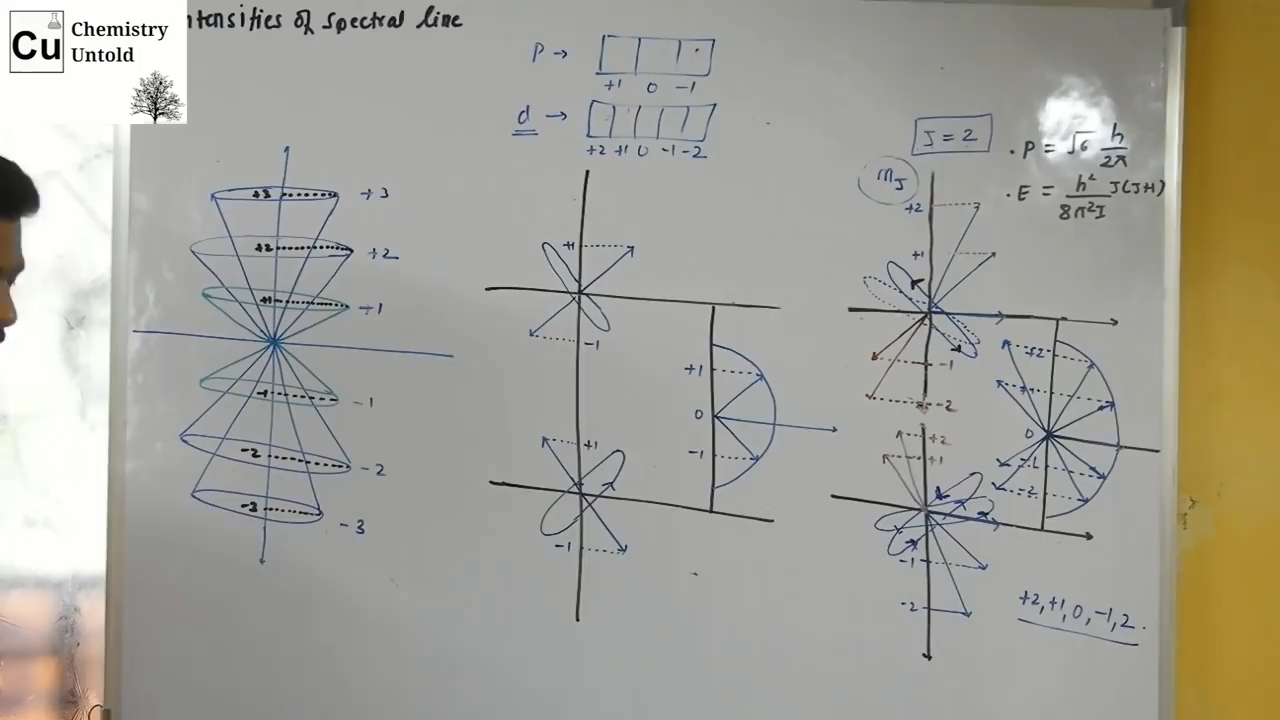 Cu Chemistry
Untold
ntensities of spectral line
P →
+1 0 -1
d →
+2 +1 0 -1 -2
J = 2
· P = √6 h/2π
· E = h²/8π²I J(J+1)
mJ
+3 +3
+2 +2
+1 +1
-1 -1
-2 -2
-3 -3
+1
-1
+1
0
-1
+1
-1
+2
+1
-1
-2
+2
+1
-1
-2
+2
0
-1
-2
+2, +1, 0, -1, 2.